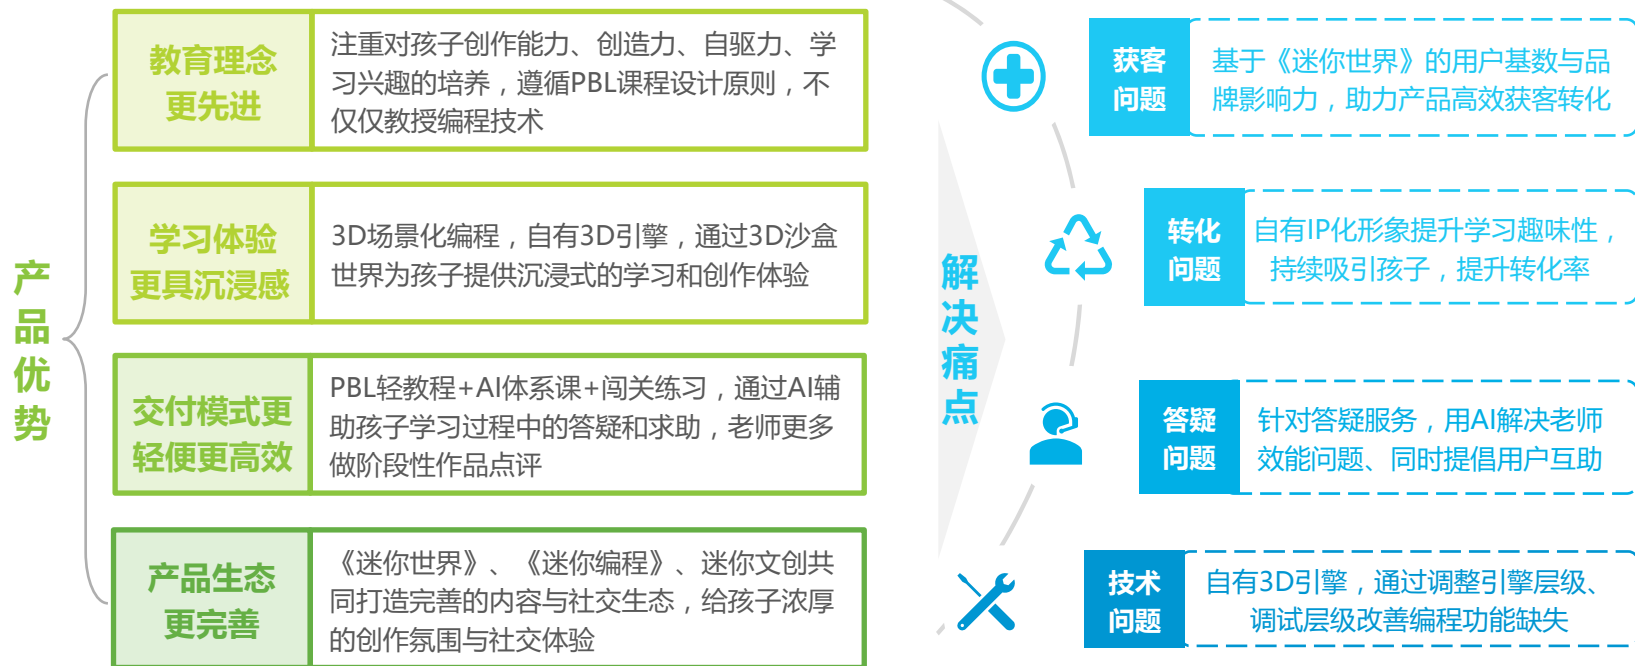 产品优势
教育理念
更先进
注重对孩子创作能力、创造力、自驱力、学
习兴趣的培养，遵循PBL课程设计原则，不
仅仅教授编程技术
学习体验
更具沉浸感
3D场景化编程，自有3D引擎，通过3D沙盒
世界为孩子提供沉浸式的学习和创作体验
交付模式更
轻便更高效
PBL轻教程+AI体系课+闯关练习，通过AI辅
助孩子学习过程中的答疑和求助，老师更多
做阶段性作品点评
产品生态
更完善
《迷你世界》、《迷你编程》、迷你文创共
同打造完善的内容与社交生态，给孩子浓厚
的创作氛围与社交体验
解决痛点
获客
问题
基于《迷你世界》的用户基数与品
牌影响力，助力产品高效获客转化
转化
问题
自有IP化形象提升学习趣味性，
持续吸引孩子，提升转化率
答疑
问题
针对答疑服务，用AI解决老师
效能问题、同时提倡用户互助
技术
问题
自有3D引擎，通过调整引擎层级、
调试层级改善编程功能缺失